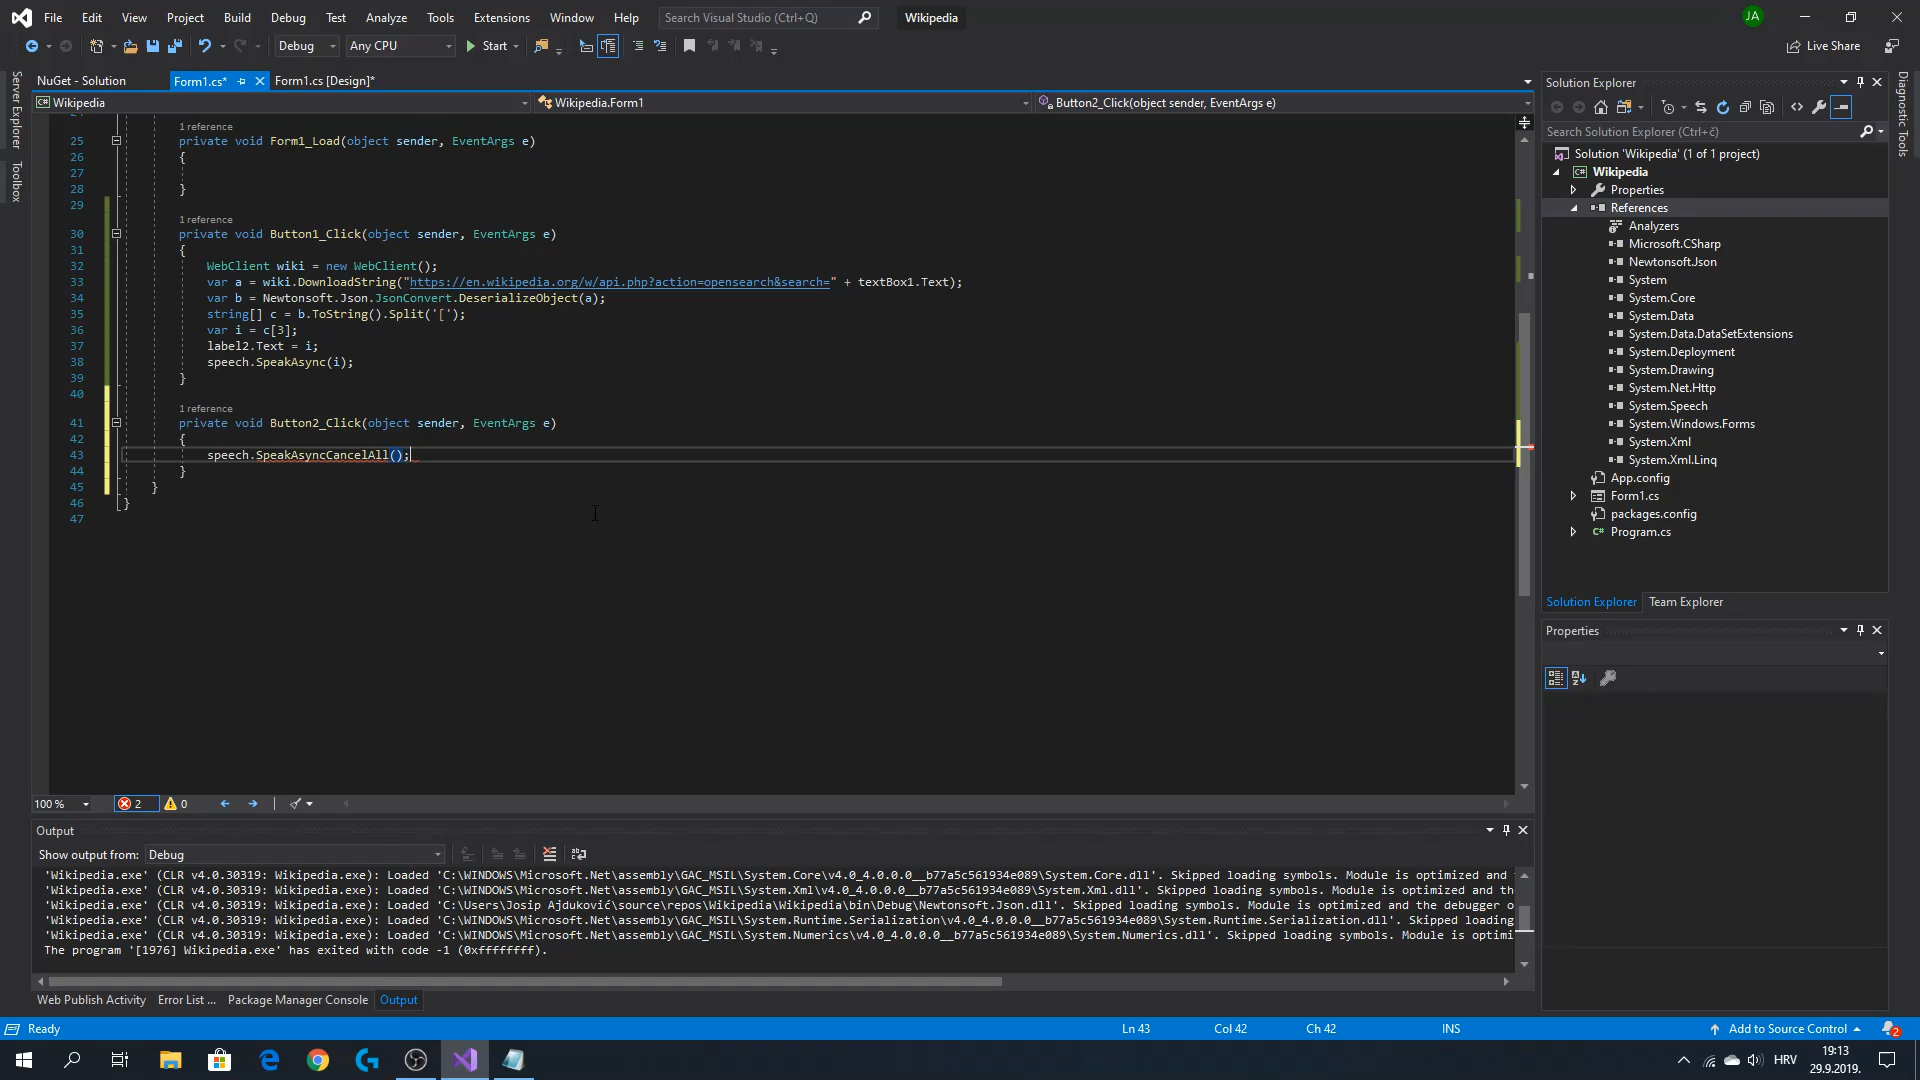 File Edit View Project Build Debug Test Analyze Tools Extensions Window Help Search Visual Studio (Ctrl+Q) Wikipedia JA
Debug Any CPU Start Live Share
Server Explorer
Toolbox
NuGet - Solution Form1.cs* Form1.cs [Design]*
Wikipedia Wikipedia.Form1 Button2_Click(object sender, EventArgs e)
1 reference
25 private void Form1_Load(object sender, EventArgs e)
26 {
27
28 }
29
1 reference
30 private void Button1_Click(object sender, EventArgs e)
31 {
32 WebClient wiki = new WebClient();
33 var a = wiki.DownloadString("https://en.wikipedia.org/w/api.php?action=opensearch&search=" + textBox1.Text);
34 var b = Newtonsoft.Json.JsonConvert.DeserializeObject(a);
35 string[] c = b.ToString().Split('[');
36 var i = c[3];
37 label2.Text = i;
38 speech.SpeakAsync(i);
39 }
40
1 reference
41 private void Button2_Click(object sender, EventArgs e)
42 {
43 speech.SpeakAsyncCancelAll();
44 }
45 }
46 }
47
100 % 2 0
Output
Show output from: Debug
'Wikipedia.exe' (CLR v4.0.30319: Wikipedia.exe): Loaded 'C:\WINDOWS\Microsoft.Net\assembly\GAC_MSIL\System.Core\v4.0_4.0.0.0__b77a5c561934e089\System.Core.dll'. Skipped loading symbols. Module is optimized and
'Wikipedia.exe' (CLR v4.0.30319: Wikipedia.exe): Loaded 'C:\WINDOWS\Microsoft.Net\assembly\GAC_MSIL\System.Xml\v4.0_4.0.0.0__b77a5c561934e089\System.Xml.dll'. Skipped loading symbols. Module is optimized and th
'Wikipedia.exe' (CLR v4.0.30319: Wikipedia.exe): Loaded 'C:\Users\Josip Ajduković\source\repos\Wikipedia\Wikipedia\bin\Debug\Newtonsoft.Json.dll'. Module is optimized and the debugger o
'Wikipedia.exe' (CLR v4.0.30319: Wikipedia.exe): Loaded 'C:\WINDOWS\Microsoft.Net\assembly\GAC_MSIL\System.Runtime.Serialization\v4.0_4.0.0.0__b77a5c561934e089\System.Runtime.Serialization.dll'. Skipped loading
'Wikipedia.exe' (CLR v4.0.30319: Wikipedia.exe): Loaded 'C:\WINDOWS\Microsoft.Net\assembly\GAC_MSIL\System.Numerics\v4.0_4.0.0.0__b77a5c561934e089\System.Numerics.dll'. Skipped loading symbols. Module is optimi
The program '[1976] Wikipedia.exe' has exited with code -1 (0xffffffff).
Web Publish Activity Error List ... Package Manager Console Output
Solution Explorer
Search Solution Explorer (Ctrl+č)
Solution 'Wikipedia' (1 of 1 project)
Wikipedia
Properties
References
Analyzers
Microsoft.CSharp
Newtonsoft.Json
System
System.Core
System.Data
System.Data.DataSetExtensions
System.Deployment
System.Drawing
System.Net.Http
System.Speech
System.Windows.Forms
System.Xml
System.Xml.Linq
App.config
Form1.cs
packages.config
Program.cs
Solution Explorer Team Explorer
Properties
Diagnostic Tools
Ready Ln 43 Col 42 Ch 42 INS Add to Source Control 2
HRV 19:13
29.9.2019.